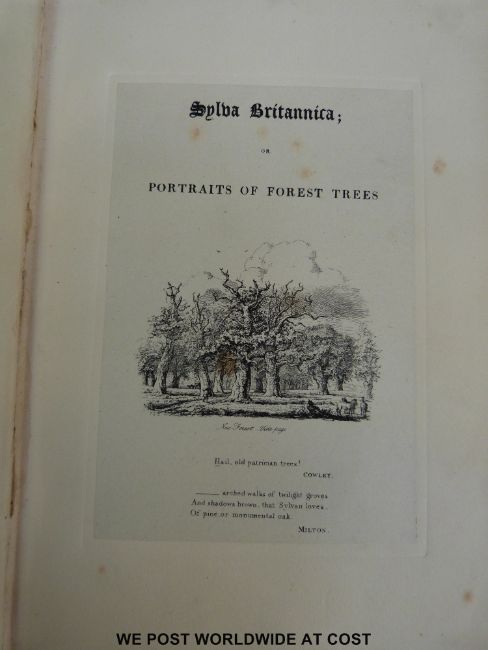 Sylva Britannica;
OR
PORTRAITS OF FOREST TREES
New Forest. Title page
Hail, old patrician trees!
COWLEY.
——— arched walks of twilight groves
And shadows brown, that Sylvan loves
Of pine, or monumental oak.
MILTON.
WE POST WORLDWIDE AT COST